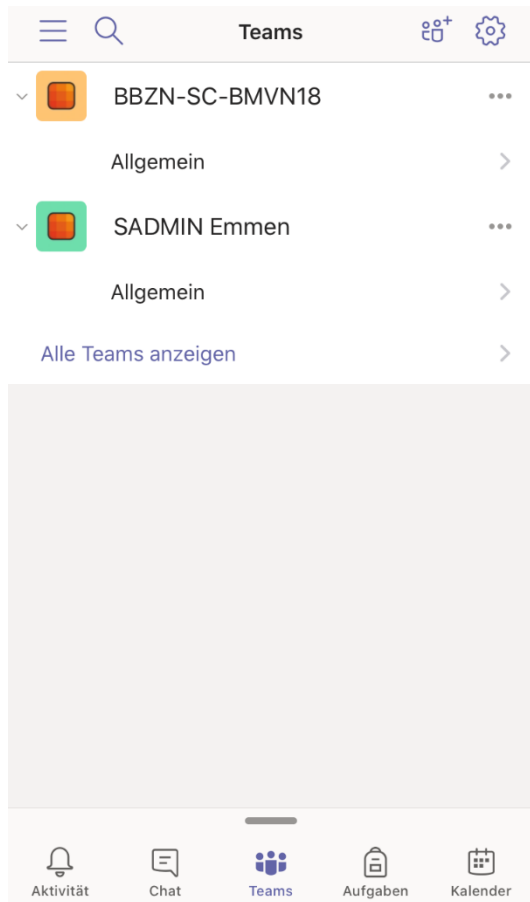 Teams
BBZN-SC-BMVN18
Allgemein
SADMIN Emmen
Allgemein
Alle Teams anzeigen
Aktivität
Chat
Teams
Aufgaben
Kalender